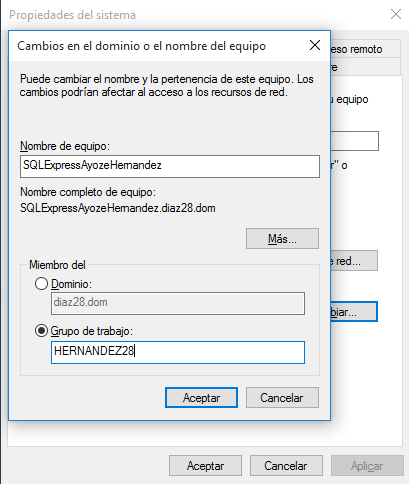 Propiedades del sistema
Cambios en el dominio o el nombre del equipo
eso remoto
Puede cambiar el nombre y la pertenencia de este equipo. Los
cambios podrían afectar al acceso a los recursos de red.
u equipo
Nombre de equipo:
SQLExpressAyozeHernandez
" o
Nombre completo de equipo:
SQLExpressAyozeHernandez.diaz28.dom
Más...
e red...
Miembro del
Dominio:
diaz28.dom
biar...
Grupo de trabajo:
HERNANDEZ28
Aceptar
Cancelar
Aceptar
Cancelar
Aplicar